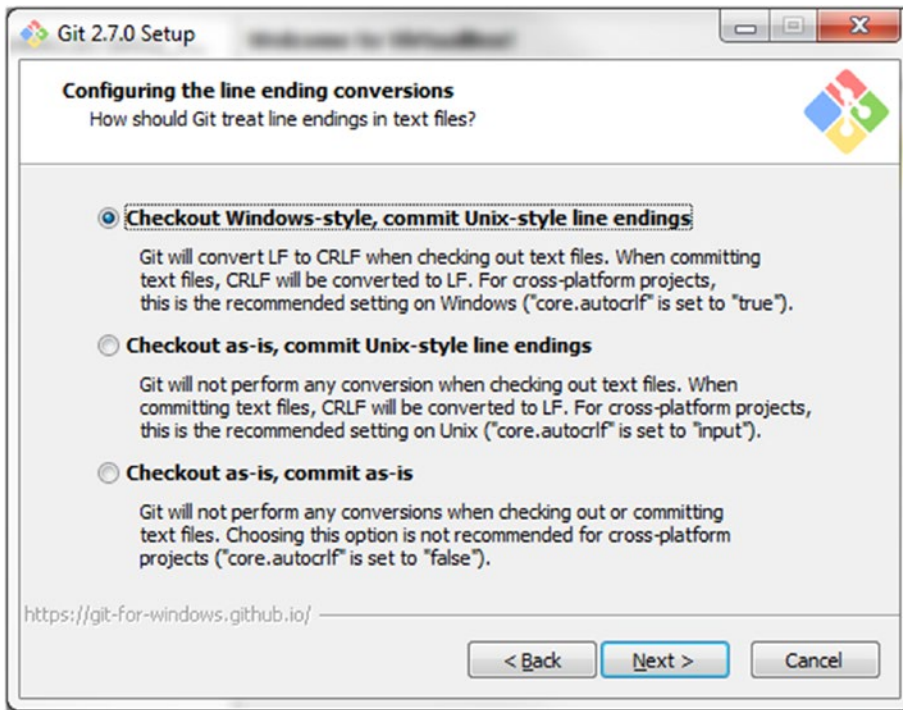 Git 2.7.0 Setup
Configuring the line ending conversions
How should Git treat line endings in text files?
Checkout Windows-style, commit Unix-style line endings
Git will convert LF to CRLF when checking out text files. When committing
text files, CRLF will be converted to LF. For cross-platform projects,
this is the recommended setting on Windows ("core.autocrlf" is set to "true").
Checkout as-is, commit Unix-style line endings
Git will not perform any conversion when checking out text files. When
committing text files, CRLF will be converted to LF. For cross-platform projects,
this is the recommended setting on Unix ("core.autocrlf" is set to "input").
Checkout as-is, commit as-is
Git will not perform any conversions when checking out or committing
text files. Choosing this option is not recommended for cross-platform
projects ("core.autocrlf" is set to "false").
https://git-for-windows.github.io/
< Back
Next >
Cancel